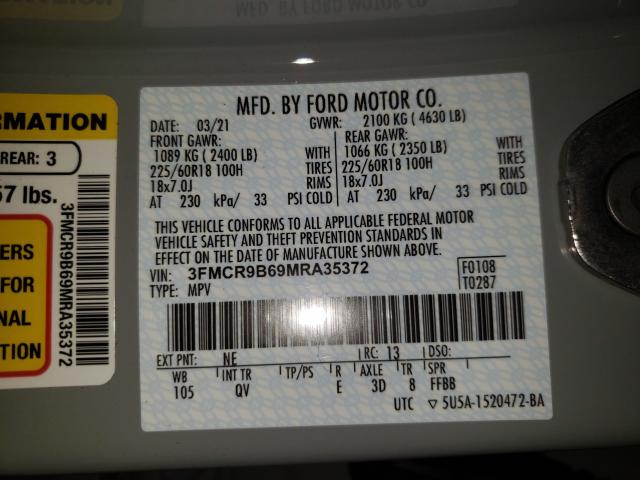 MFD. BY FORD MOTOR CO.
DATE: 03/21 GVWR: 2100 KG ( 4630 LB)
FRONT GAWR: REAR GAWR:
1089 KG ( 2400 LB) WITH 1066 KG ( 2350 LB) WITH
225/60R18 100H TIRES 225/60R18 100H TIRES
18x7.0J RIMS 18x7.0J RIMS
AT 230 kPa/ 33 PSI COLD AT 230 kPa/ 33 PSI COLD
THIS VEHICLE CONFORMS TO ALL APPLICABLE FEDERAL MOTOR
VEHICLE SAFETY AND THEFT PREVENTION STANDARDS IN
EFFECT ON THE DATE OF MANUFACTURE SHOWN ABOVE.
VIN: 3FMCR9B69MRA35372
TYPE: MPV
F0108
T0287
EXT PNT: NE RC: 13 DSO:
WB INT TR TP/PS R AXLE TR SPR
105 QV E 3D 8 FFBB
UTC ▽ 5U5A-1520472-BA
RMATION
REAR: 3
57 lbs.
ERS
FOR
NAL
TION
3FMCR9B69MRA35372